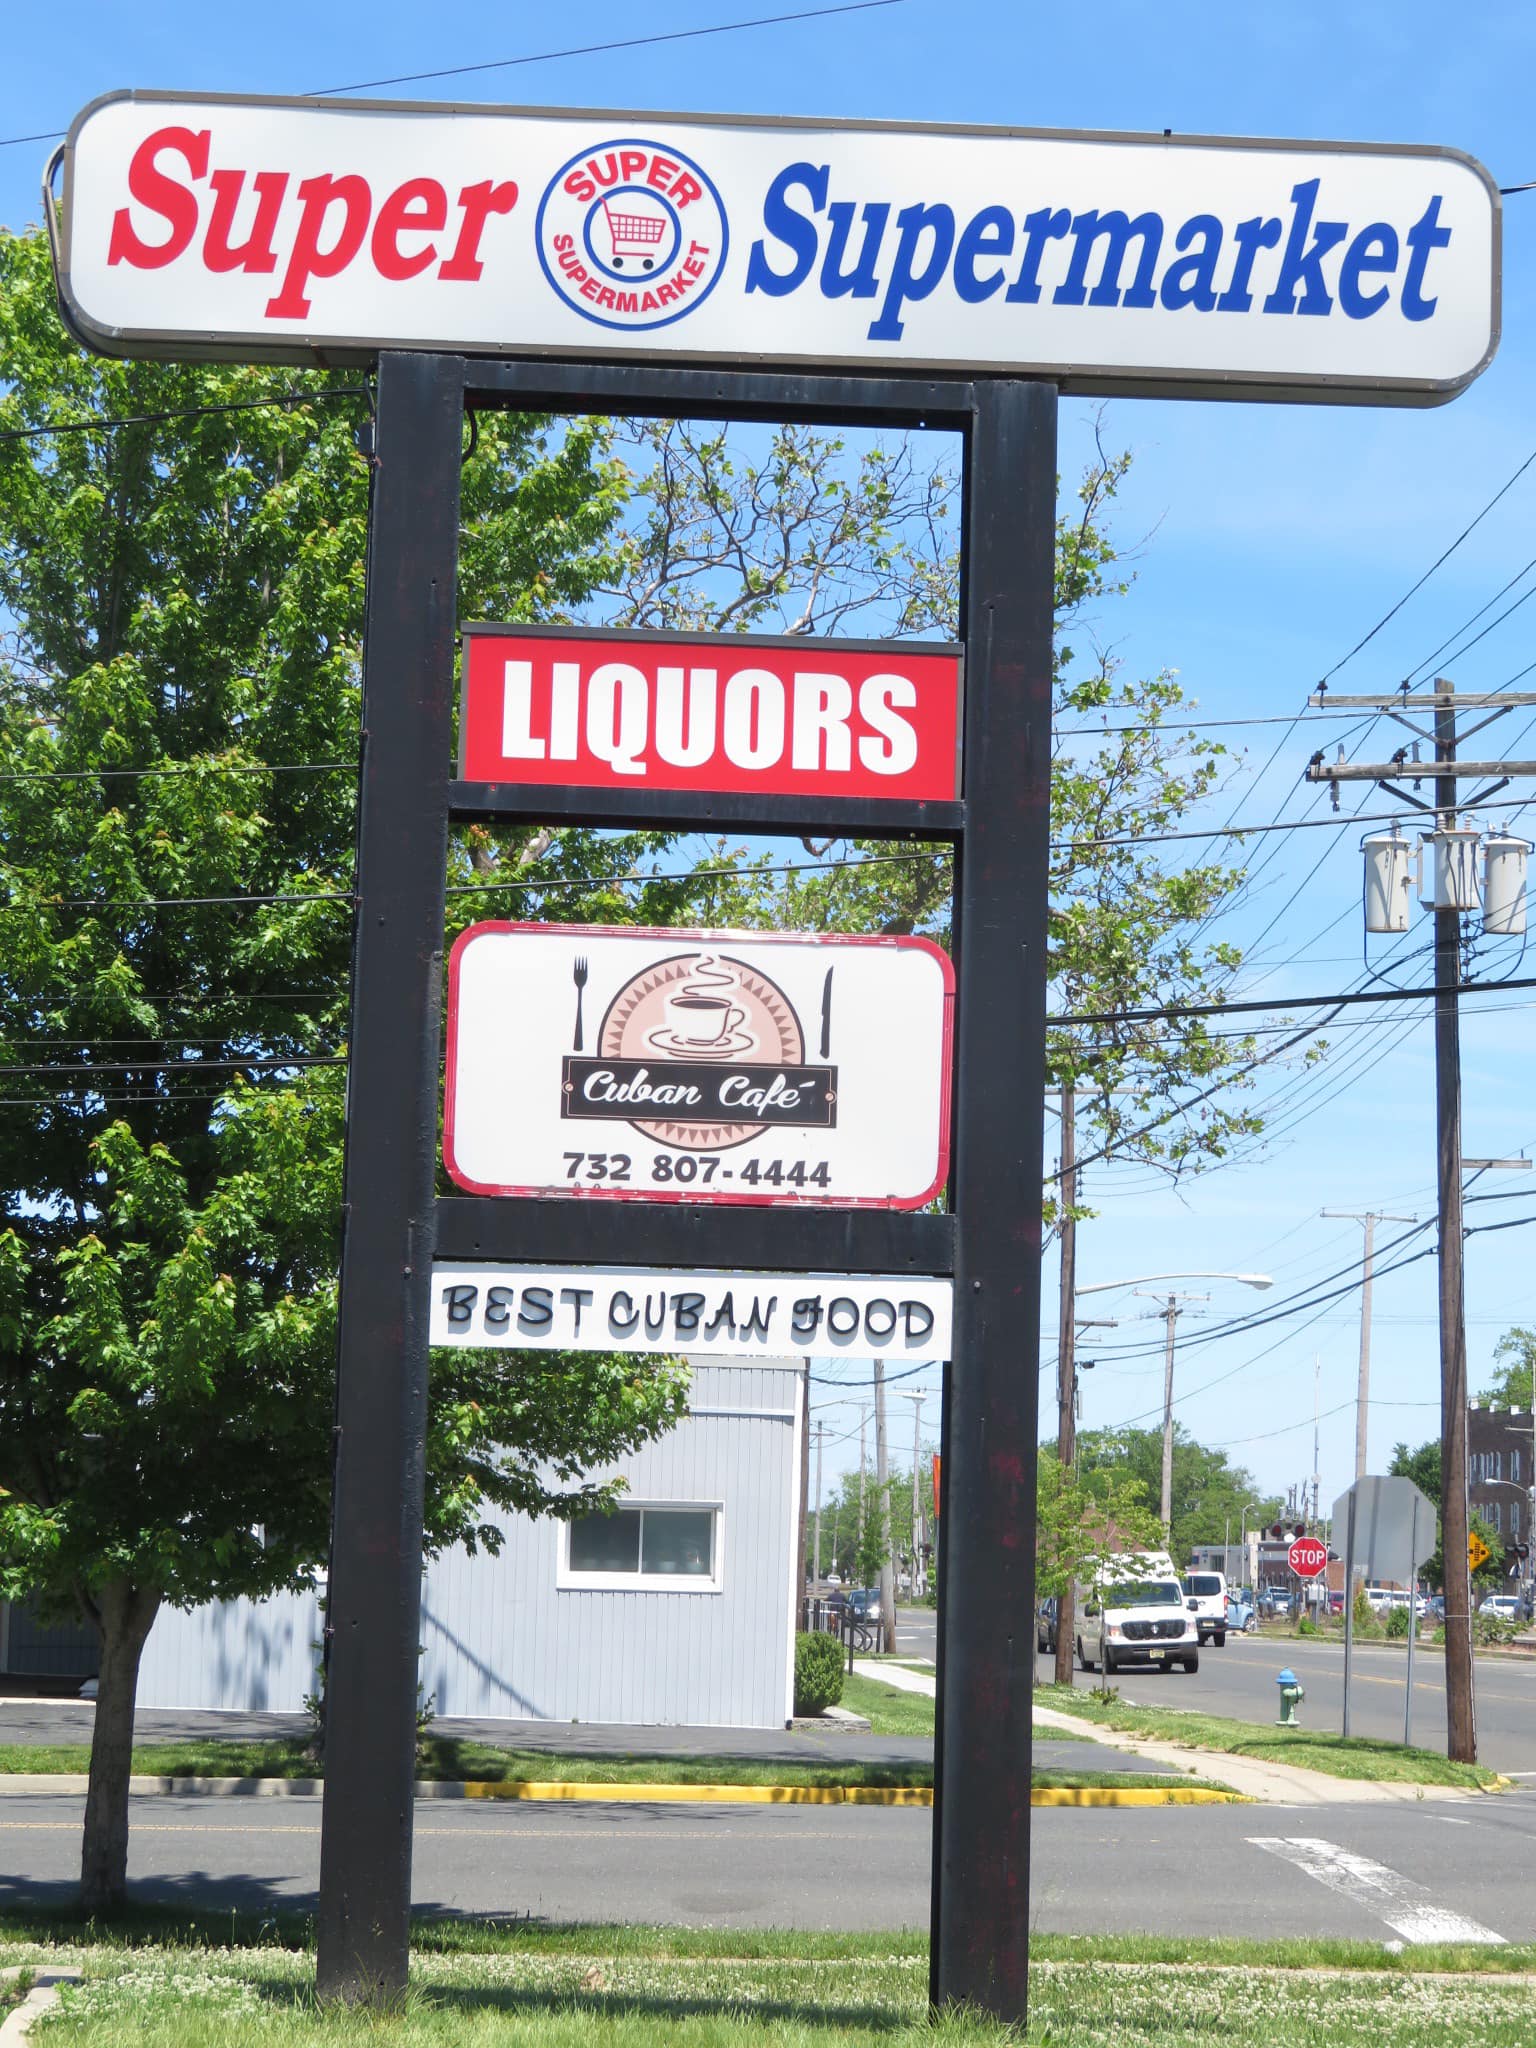 Super
SUPER
SUPERMARKET
Supermarket
LIQUORS
Cuban Café
732 807-4444
BEST CUBAN FOOD
STOP